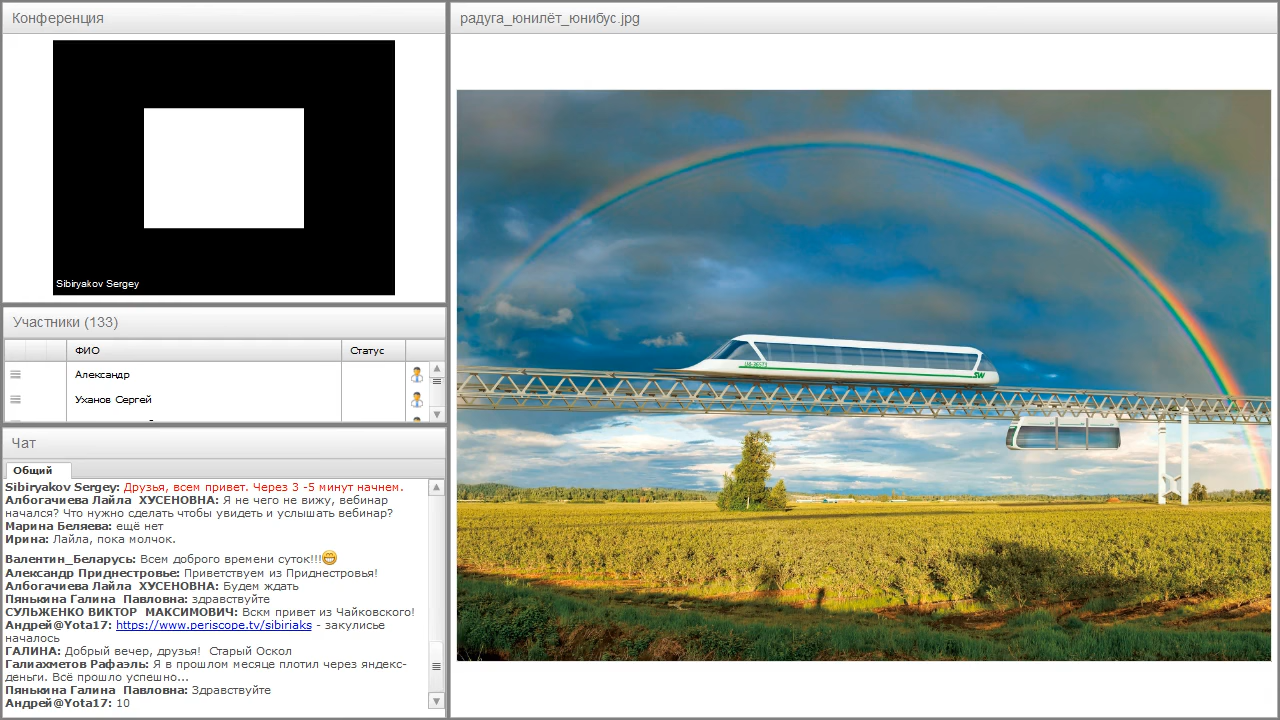 Конференция
Sibiryakov Sergey
Участники (133)
ФИО
Статус
Александр
Уханов Сергей
Чат
Общий
Sibiryakov Sergey: Друзья, всем привет. Через 3 -5 минут начнем.
Албогачиева Лайла  ХУСЕНОВНА: Я не чего не вижу, вебинар
начался? Что нужно сделать чтобы увидеть и услышать вебинар?
Марина Беляева: ещё нет
Ирина: Лайла, пока молчок.
Валентин_Беларусь: Всем доброго времени суток!!!
Александр Приднестровье: Приветствуем из Приднестровья!
Албогачиева Лайла  ХУСЕНОВНА: Будем ждать
Пянькина Галина  Павловна: здравствуйте
СУЛЬЖЕНКО ВИКТОР  МАКСИМОВИЧ: Вскм привет из Чайковского!
Андрей@Yota17: https://www.periscope.tv/sibiriaks - закулисье
началось
ГАЛИНА: Добрый вечер, друзья!  Старый Оскол
Галиахметов Рафаэль: Я в прошлом месяце плотил через яндекс-
деньги. Всё прошло успешно...
Пянькина Галина  Павловна: Здравствуйте
Андрей@Yota17: 10
радуга_юнилёт_юнибус.jpg
SW